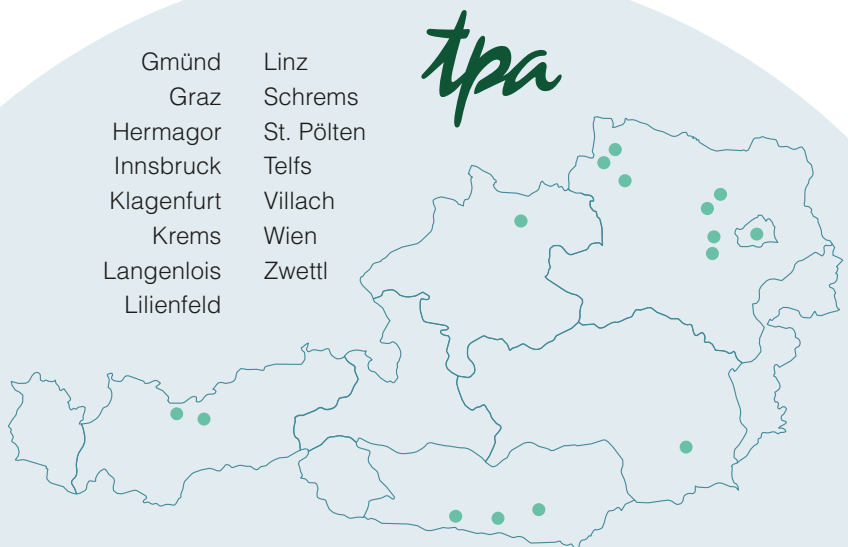 tpa
Gmünd
Graz
Hermagor
Innsbruck
Klagenfurt
Krems
Langenlois
Lilienfeld
Linz
Schrems
St. Pölten
Telfs
Villach
Wien
Zwettl